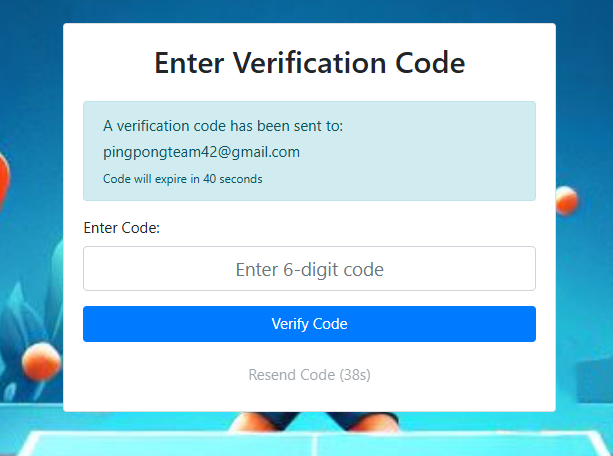 Enter Verification Code
A verification code has been sent to:
pingpongteam42@gmail.com
Code will expire in 40 seconds
Enter Code:
Enter 6-digit code
Verify Code
Resend Code (38s)